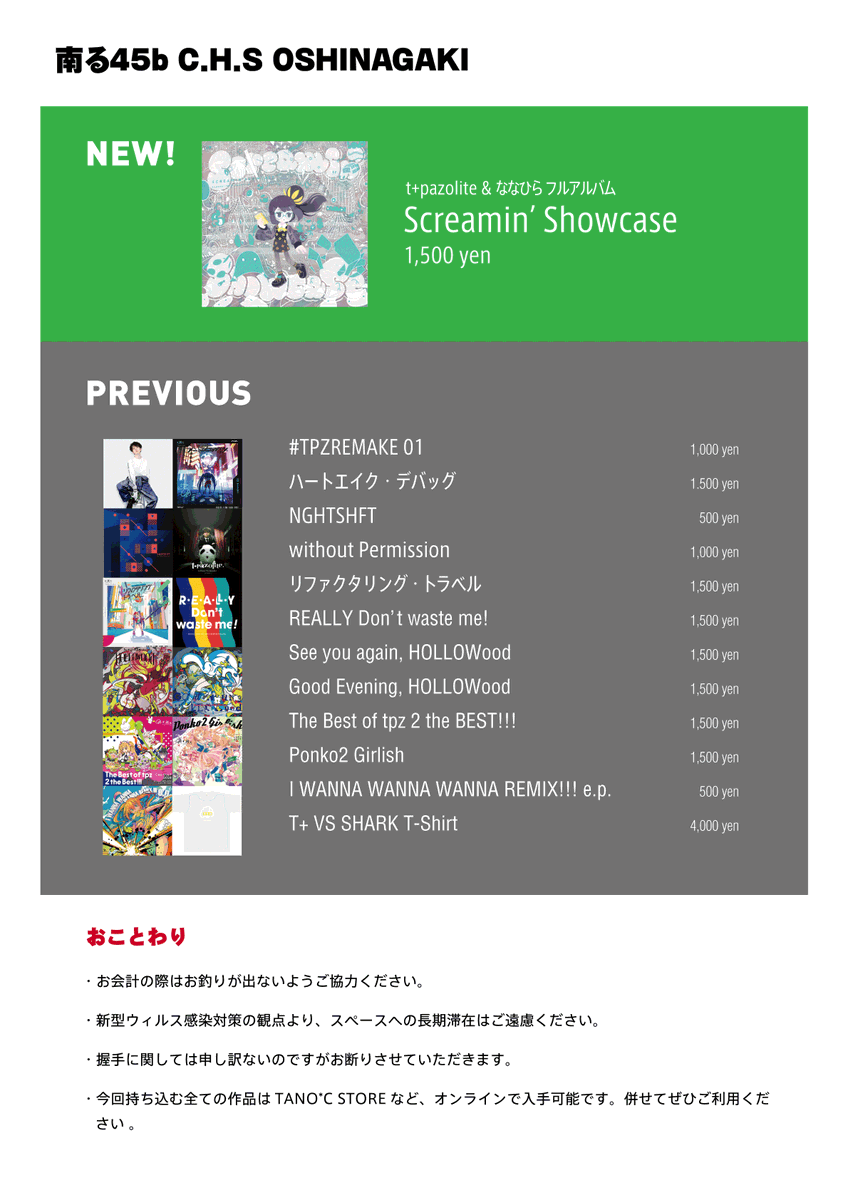 南る45b C.H.S OSHINAGAKI
NEW!
t+pazolite & ななひら フルアルバム
Screamin’ Showcase
1,500 yen
PREVIOUS
#TPZREMAKE 01 1,000 yen
ハートエイク・デバッグ 1.500 yen
NGHTSHFT 500 yen
without Permission 1,000 yen
リファクタリング・トラベル 1,500 yen
REALLY Don’t waste me! 1,500 yen
See you again, HOLLOWood 1,500 yen
Good Evening, HOLLOWood 1,500 yen
The Best of tpz 2 the BEST!!! 1,500 yen
Ponko2 Girlish 1,500 yen
I WANNA WANNA WANNA REMIX!!! e.p. 500 yen
T+ VS SHARK T-Shirt 4,000 yen
R・E・A・L・L・Y
Don't
waste me!
Ponko2 Girlish
The Best of tpz
2 the Best!!!
おことわり
・お会計の際はお釣りが出ないようご協力ください。
・新型ウィルス感染対策の観点より、スペースへの長期滞在はご遠慮ください。
・握手に関しては申し訳ないのですがお断りさせていただきます。
・今回持ち込む全ての作品は TANO*C STORE など、オンラインで入手可能です。併せてぜひご利用くだ
さい 。